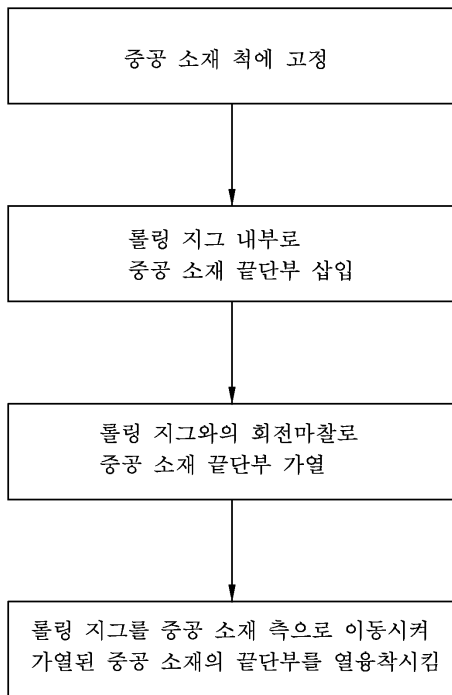 중공 소재 척에 고정
롤링 지그 내부로
중공 소재 끝단부 삽입
롤링 지그와의 회전마찰로
중공 소재 끝단부 가열
롤링 지그를 중공 소재 측으로 이동시켜
가열된 중공 소재의 끝단부를 열융착시킴